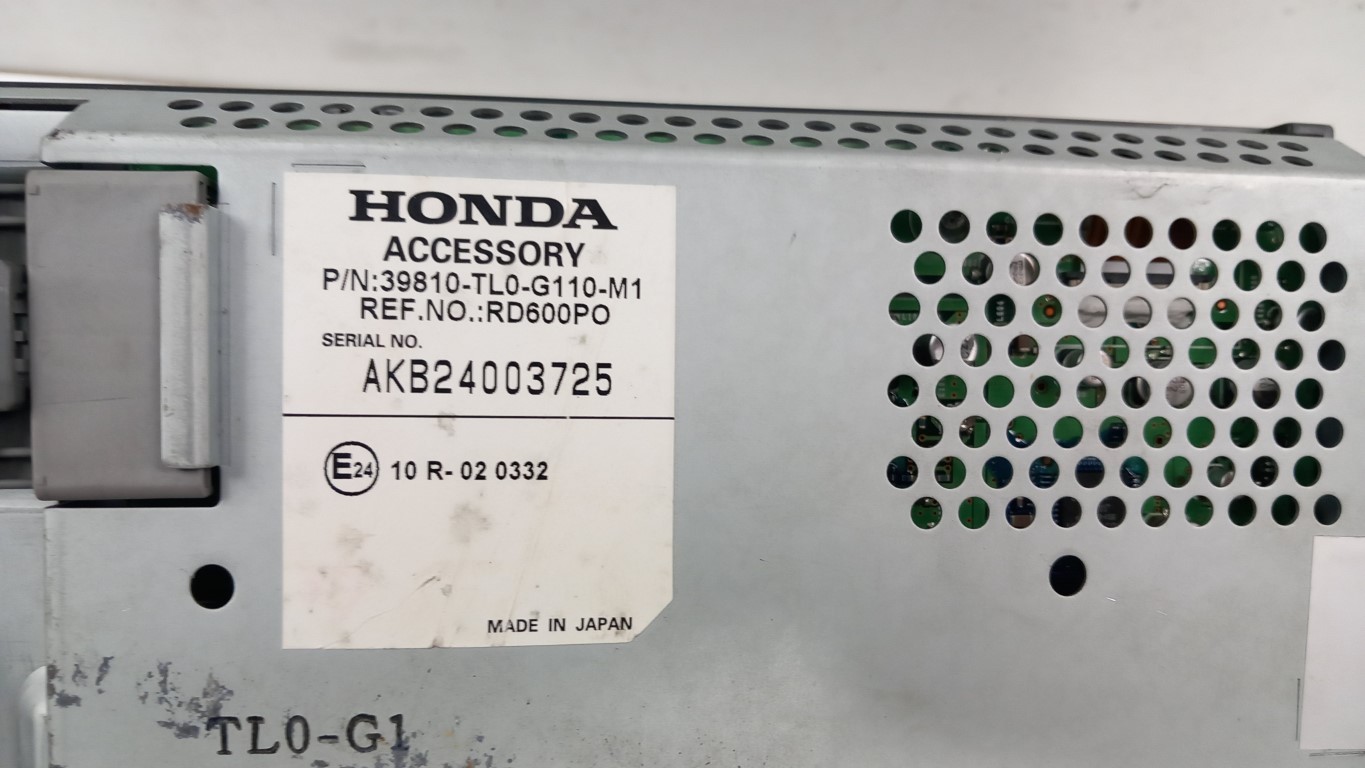 HONDA
ACCESSORY
P/N:39810-TL0-G110-M1
REF.NO.:RD600PO
SERIAL NO.
AKB24003725
E24 10 R- 02 0332
MADE IN JAPAN
TL0-G1